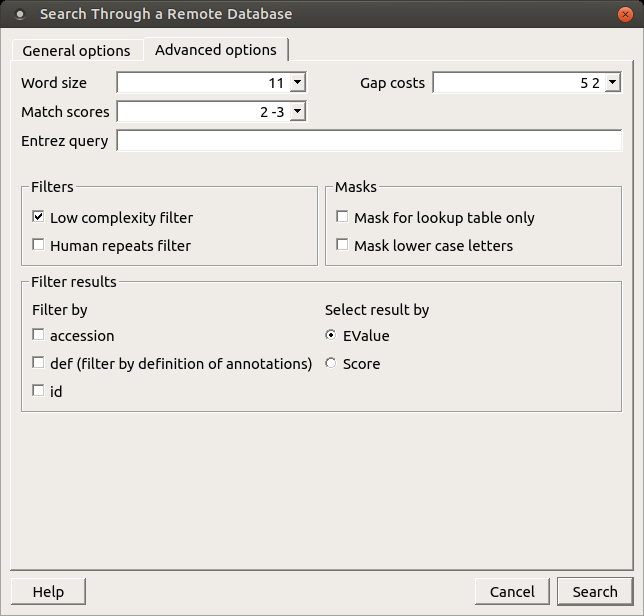 Search Through a Remote Database
General options Advanced options
Word size 11 Gap costs 5 2
Match scores 2 -3
Entrez query
Filters Masks
Low complexity filter Mask for lookup table only
Human repeats filter Mask lower case letters
Filter results
Filter by Select result by
accession EValue
def (filter by definition of annotations) Score
id
Help Cancel Search